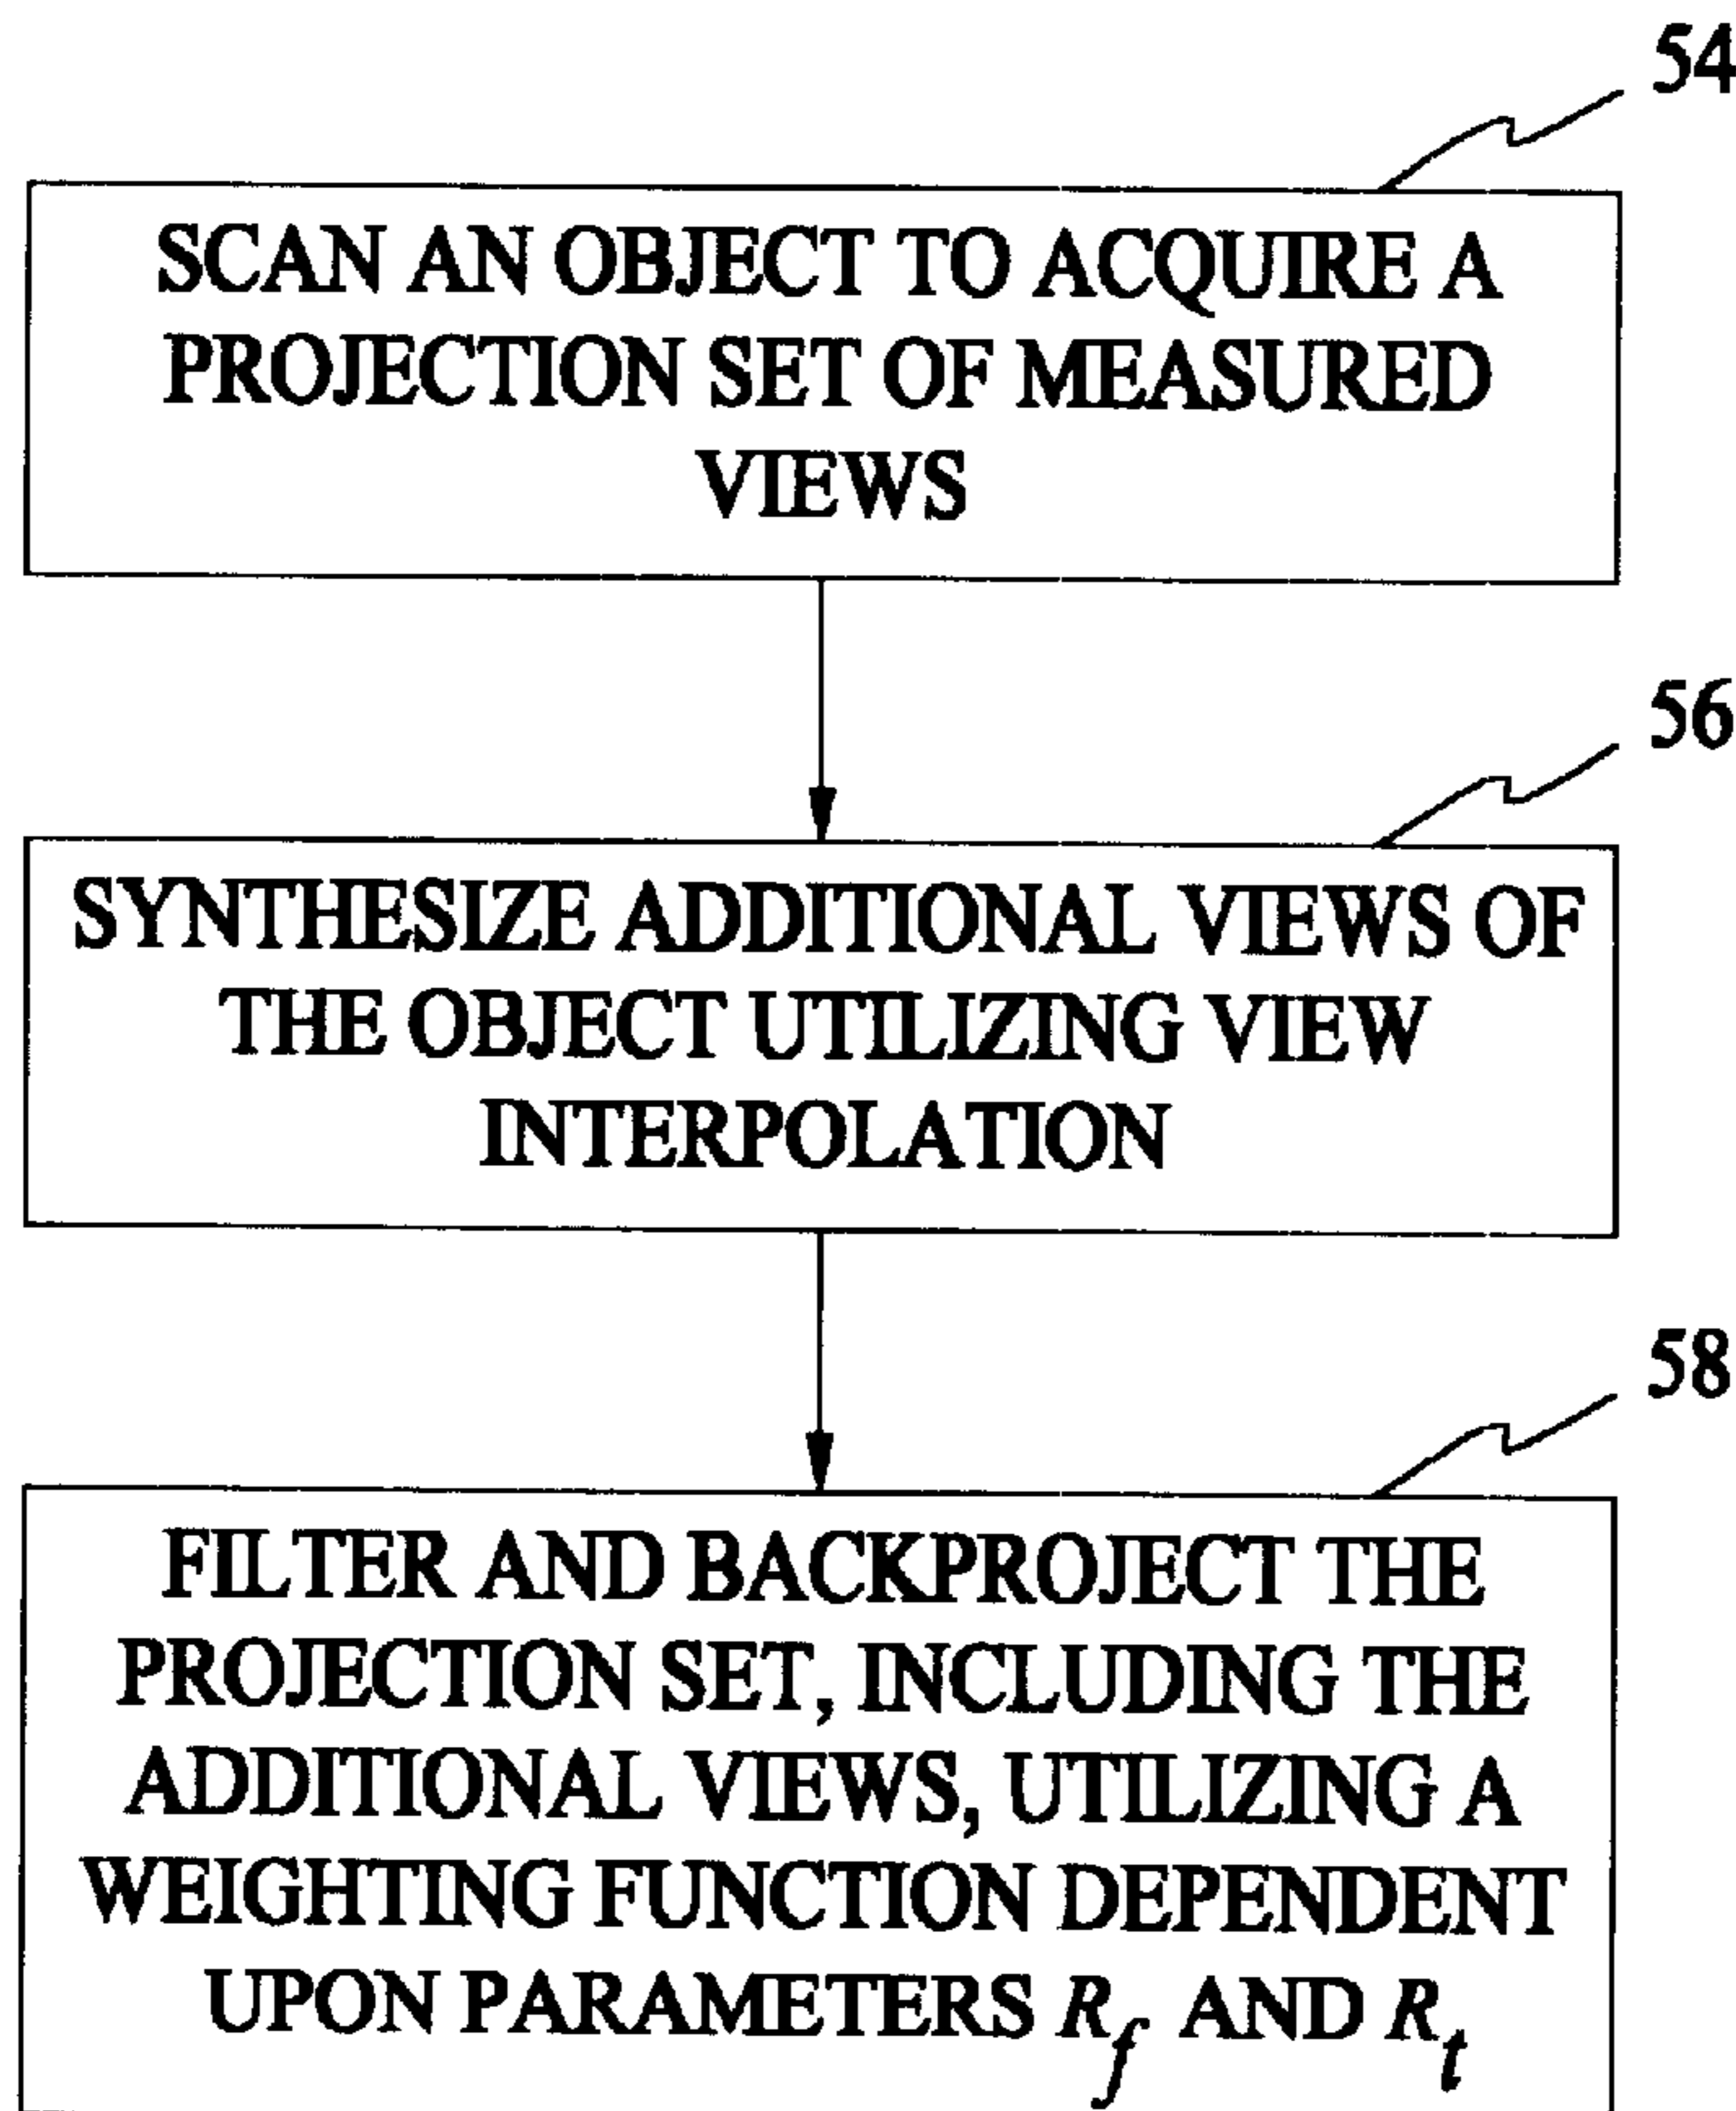 54
SCAN AN OBJECT TO ACQUIRE A
PROJECTION SET OF MEASURED
VIEWS
56
SYNTHESIZE ADDITIONAL VIEWS OF
THE OBJECT UTILIZING VIEW
INTERPOLATION
58
FILTER AND BACKPROJECT THE
PROJECTION SET, INCLUDING THE
ADDITIONAL VIEWS, UTILIZING A
WEIGHTING FUNCTION DEPENDENT
UPON PARAMETERS R_f AND R_t